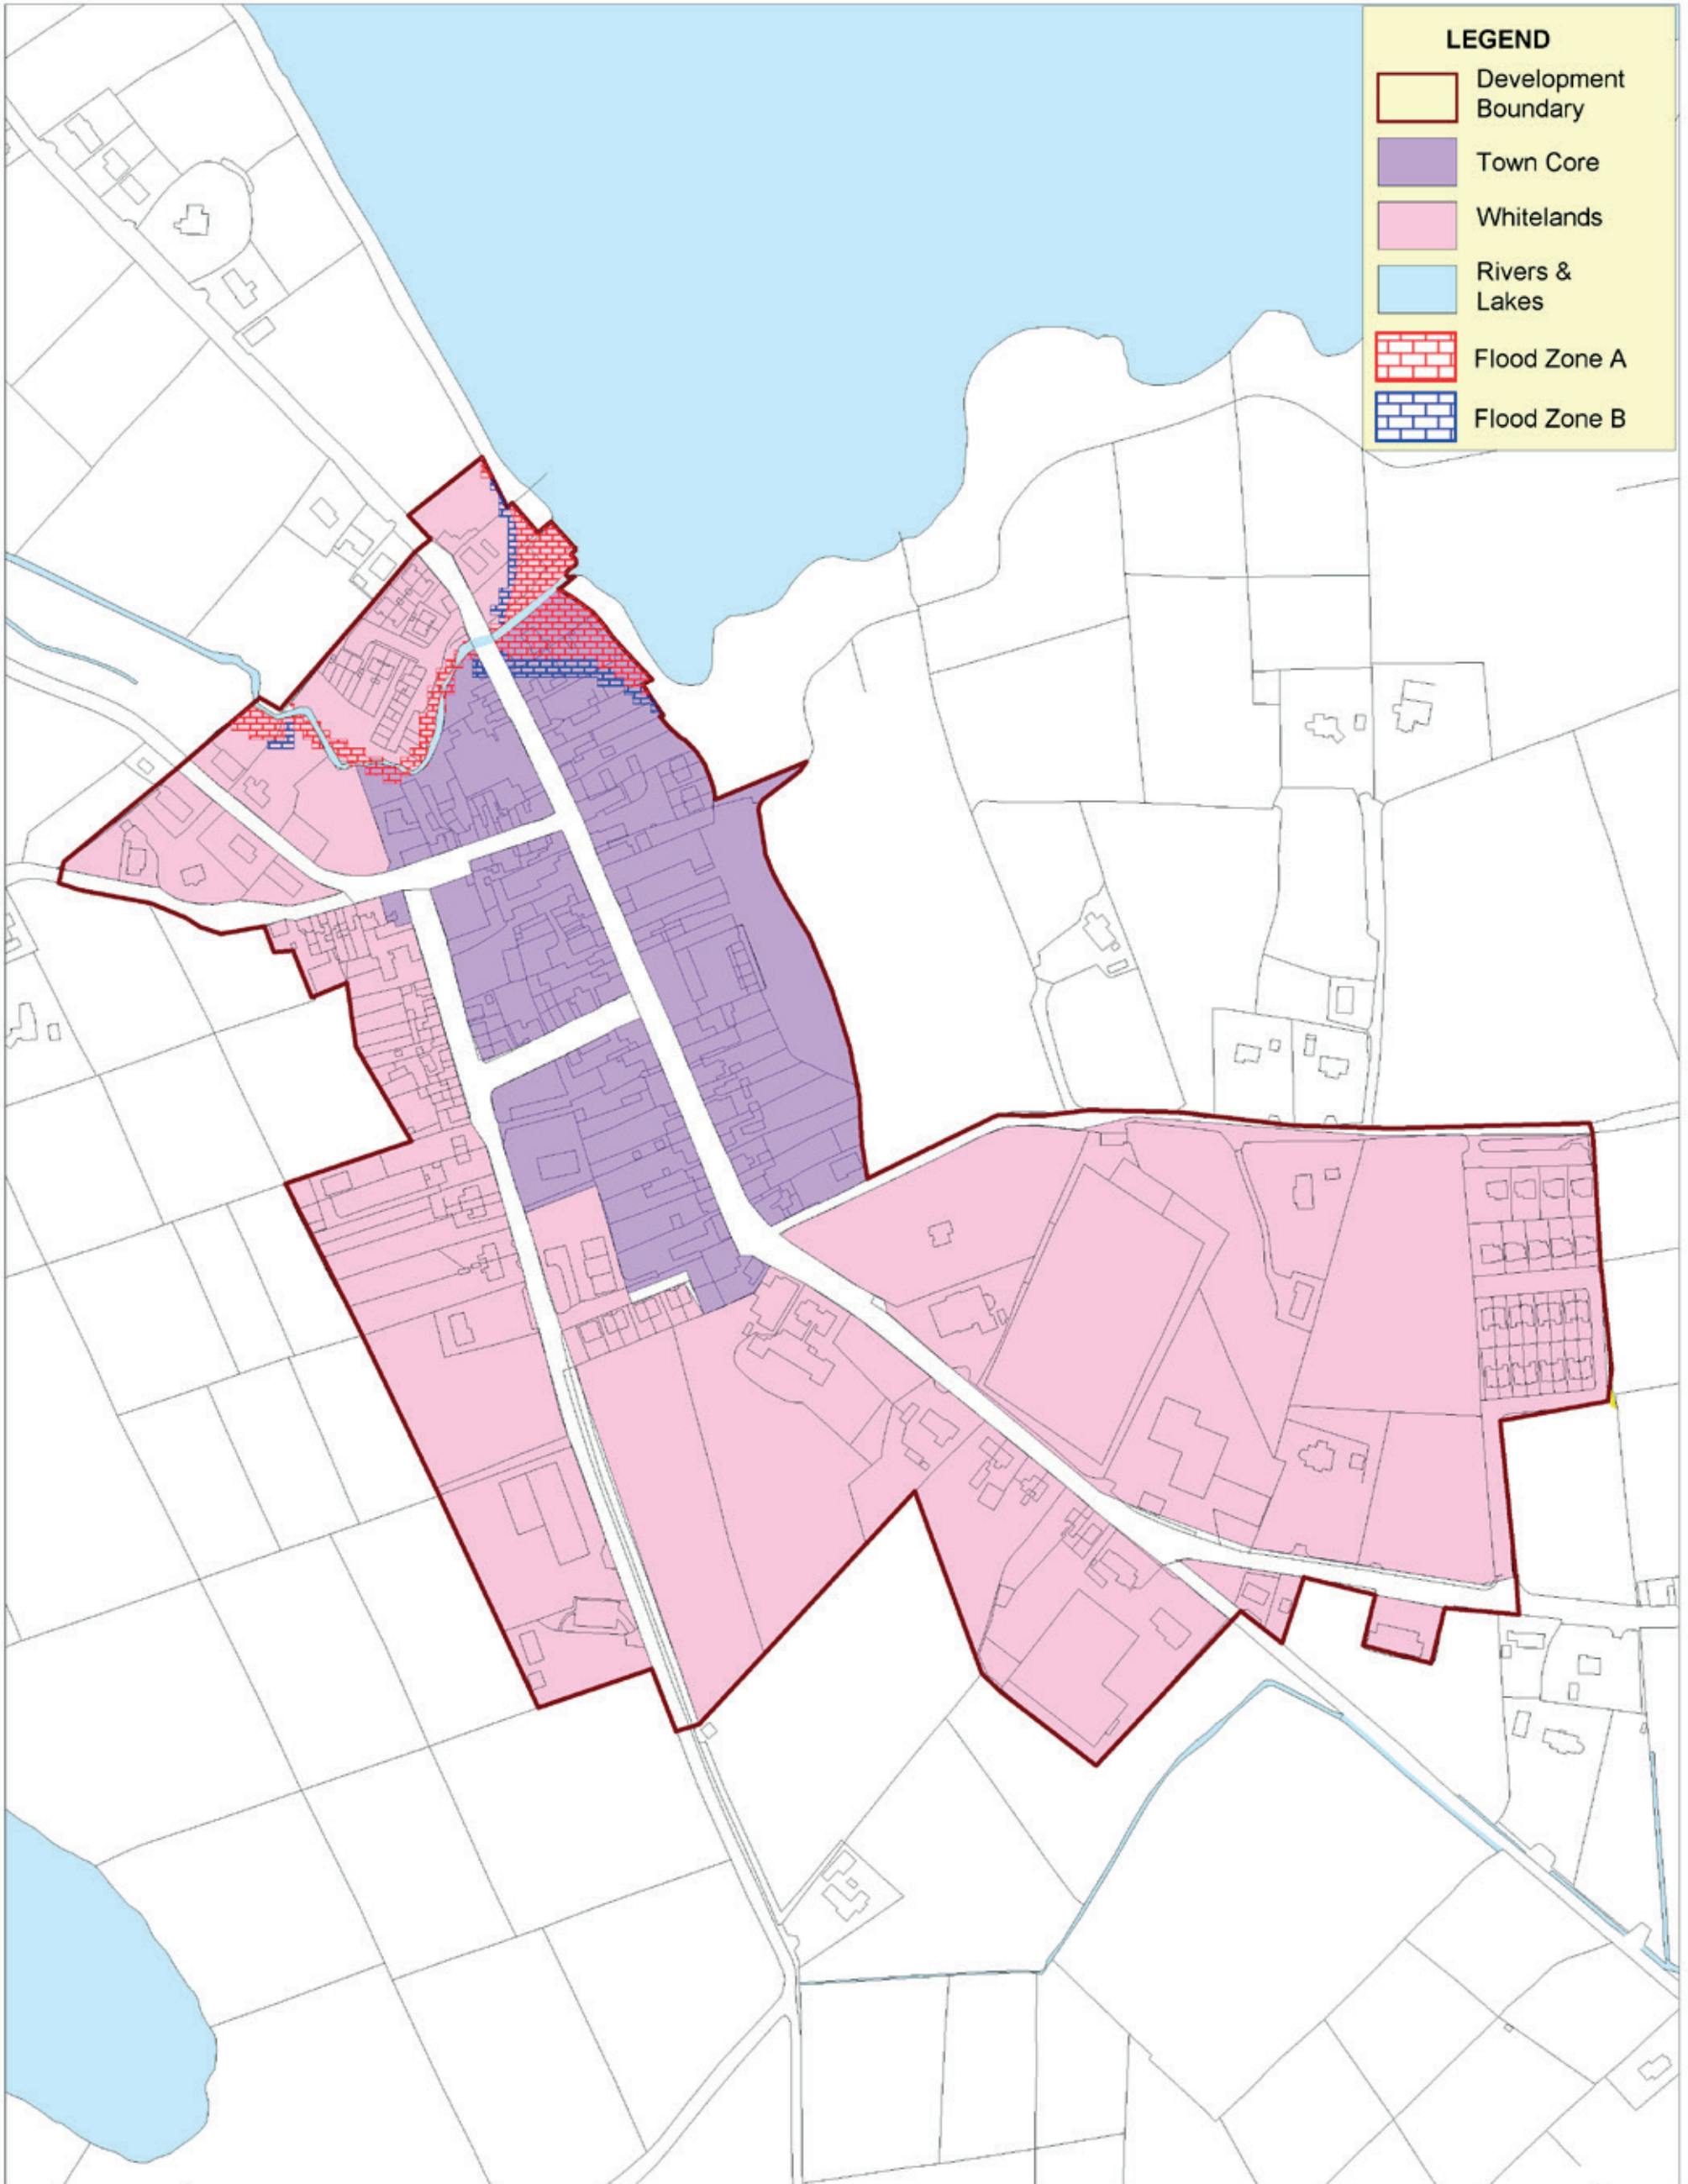 LEGEND
Development
Boundary
Town Core
Whitelands
Rivers &
Lakes
Flood Zone A
Flood Zone B